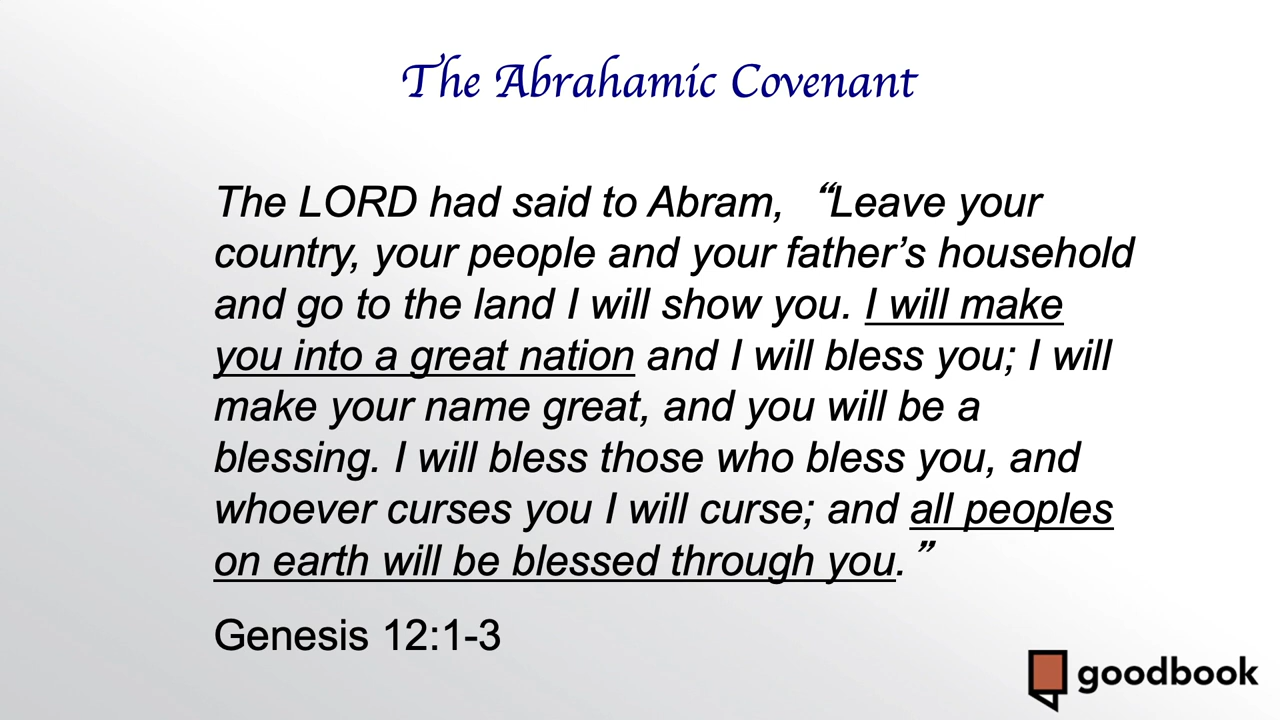 The Abrahamic Covenant
The LORD had said to Abram, “Leave your
country, your people and your father’s household
and go to the land I will show you. I will make
you into a great nation and I will bless you; I will
make your name great, and you will be a
blessing. I will bless those who bless you, and
whoever curses you I will curse; and all peoples
on earth will be blessed through you.”
Genesis 12:1-3
goodbook